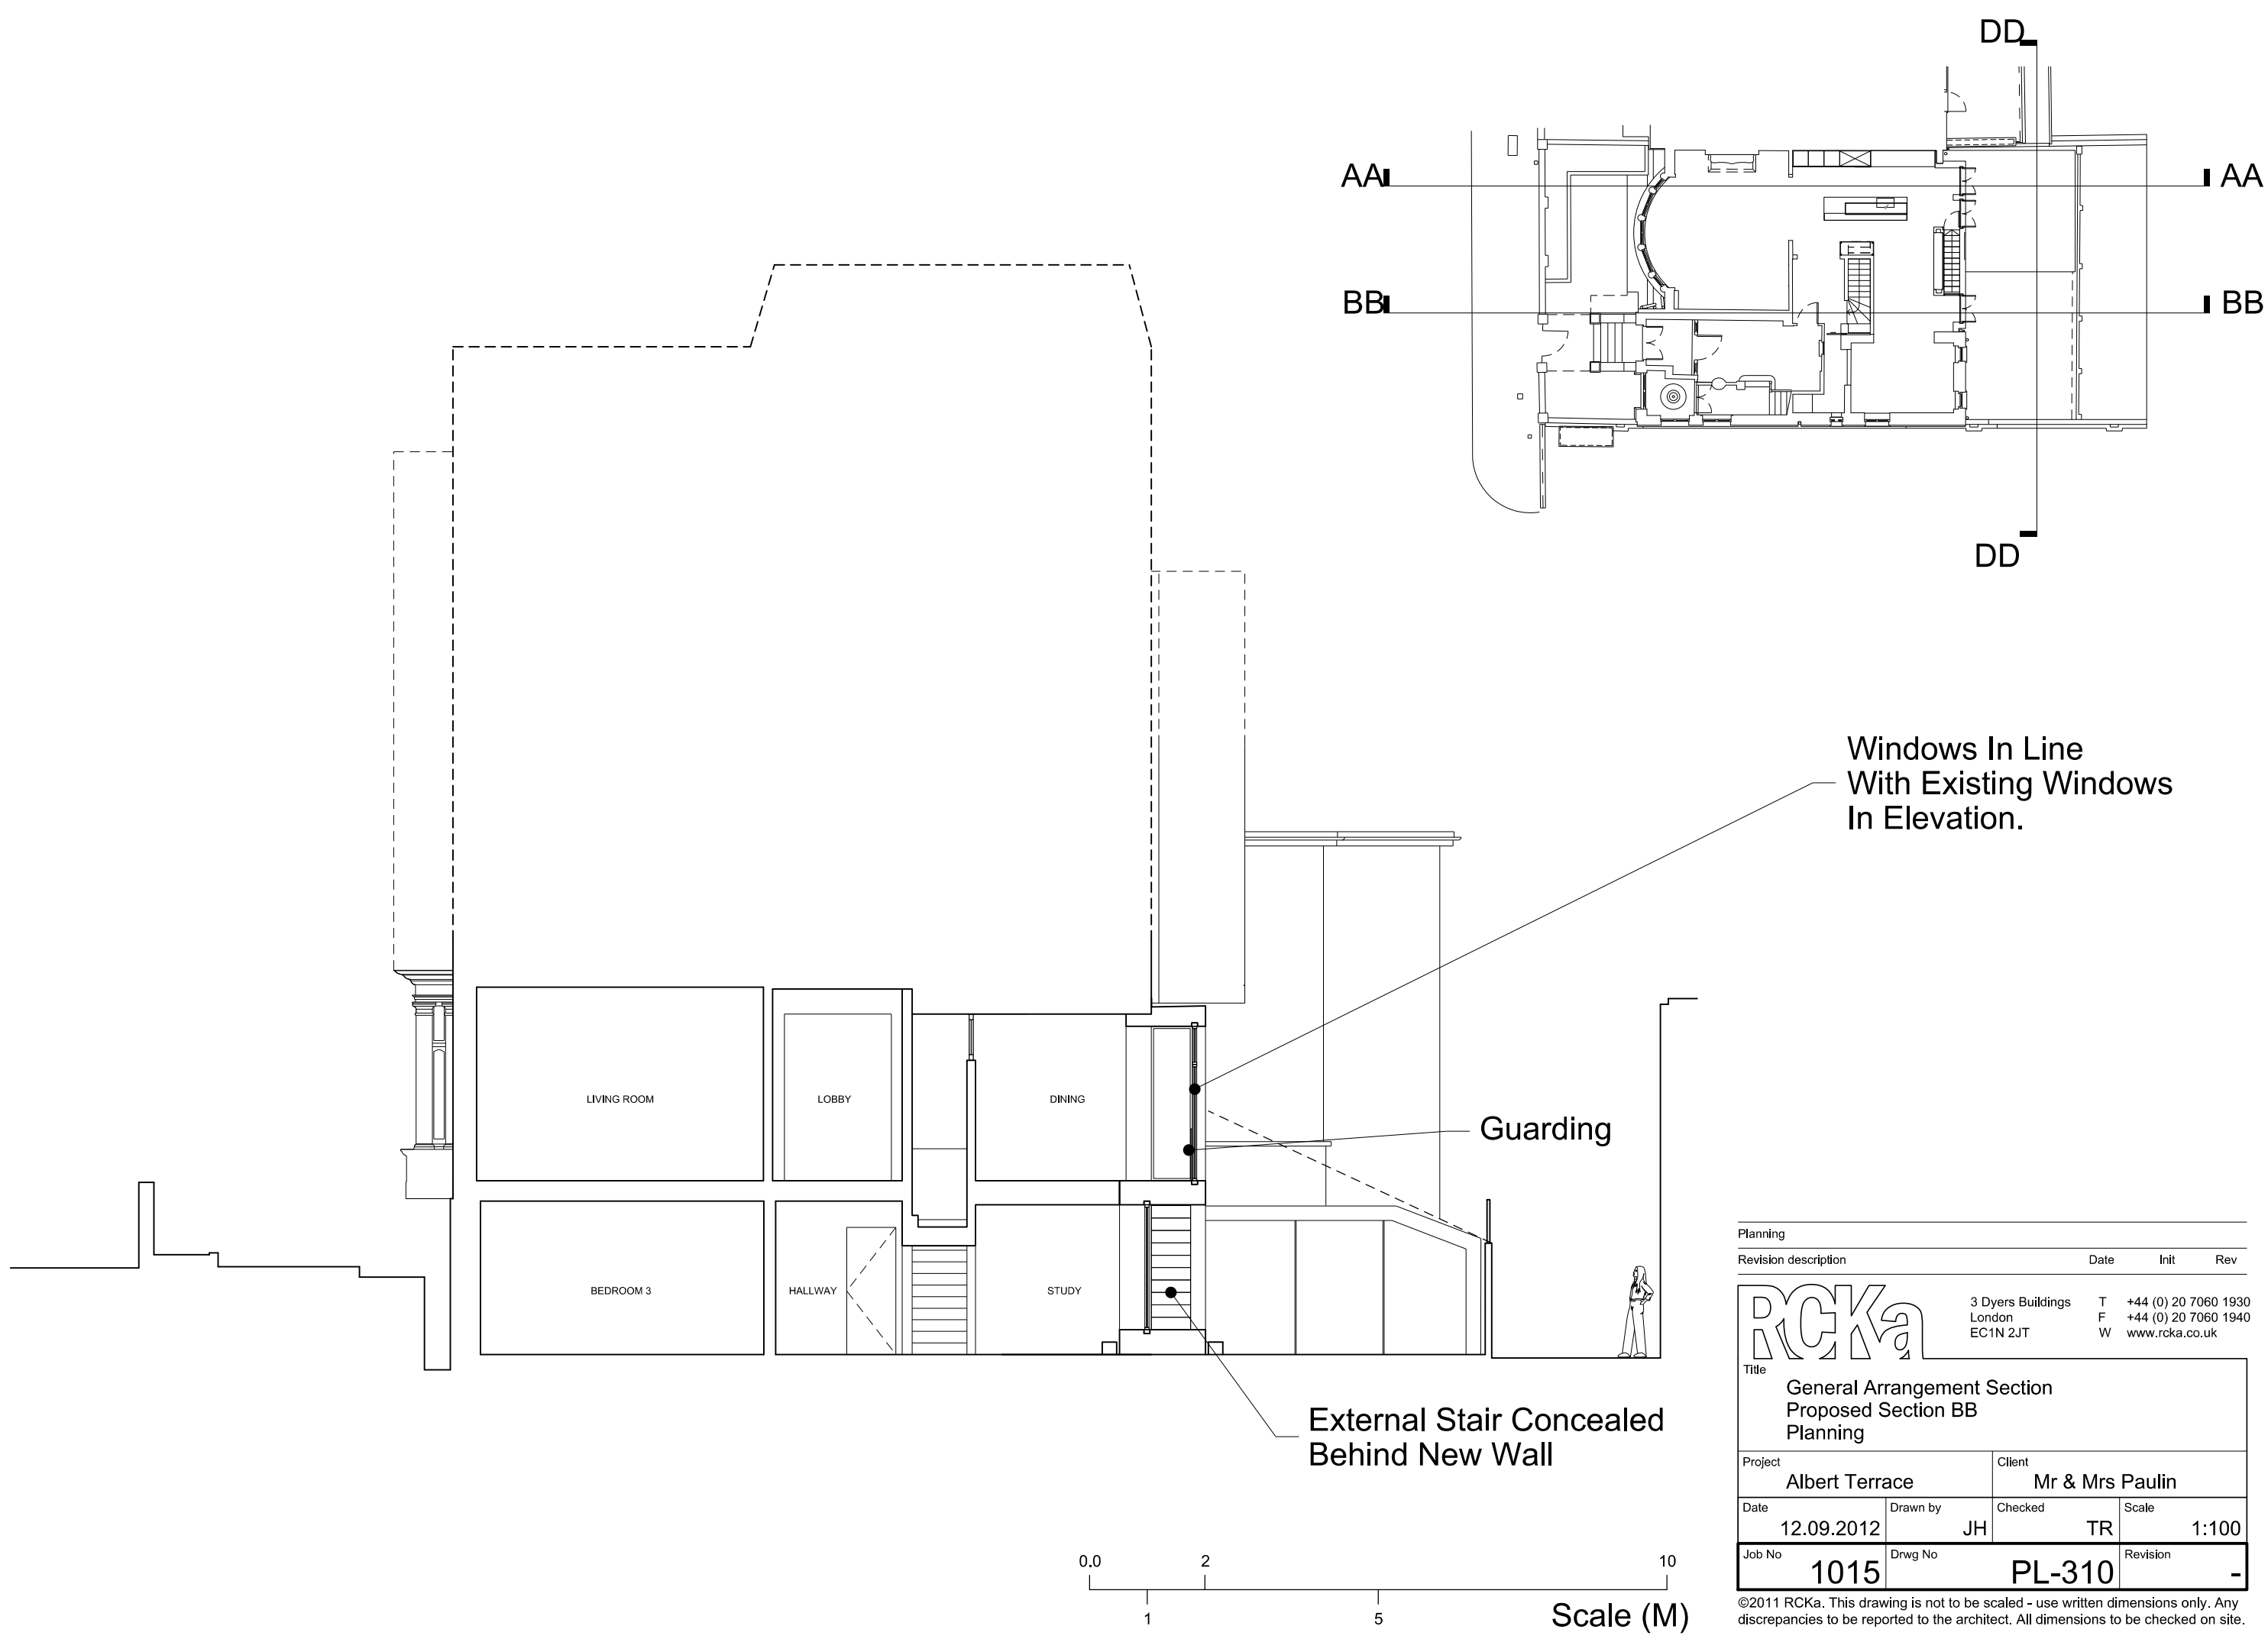 DD
AA
AA
BB
BB
DD
Windows In Line
With Existing Windows
In Elevation.
Guarding
LIVING ROOM
LOBBY
DINING
BEDROOM 3
HALLWAY
STUDY
External Stair Concealed
Behind New Wall
0.0
2
10
1
5
Scale (M)
Planning
Revision description Date Init Rev
RCKa
3 Dyers Buildings T +44 (0) 20 7060 1930
London F +44 (0) 20 7060 1940
EC1N 2JT W www.rcka.co.uk
Title
General Arrangement Section
Proposed Section BB
Planning
Project Client
Albert Terrace Mr & Mrs Paulin
Date Drawn by Checked Scale
12.09.2012 JH TR 1:100
Job No Drwg No Revision
1015 PL-310 -
©2011 RCKa. This drawing is not to be scaled - use written dimensions only. Any
discrepancies to be reported to the architect. All dimensions to be checked on site.